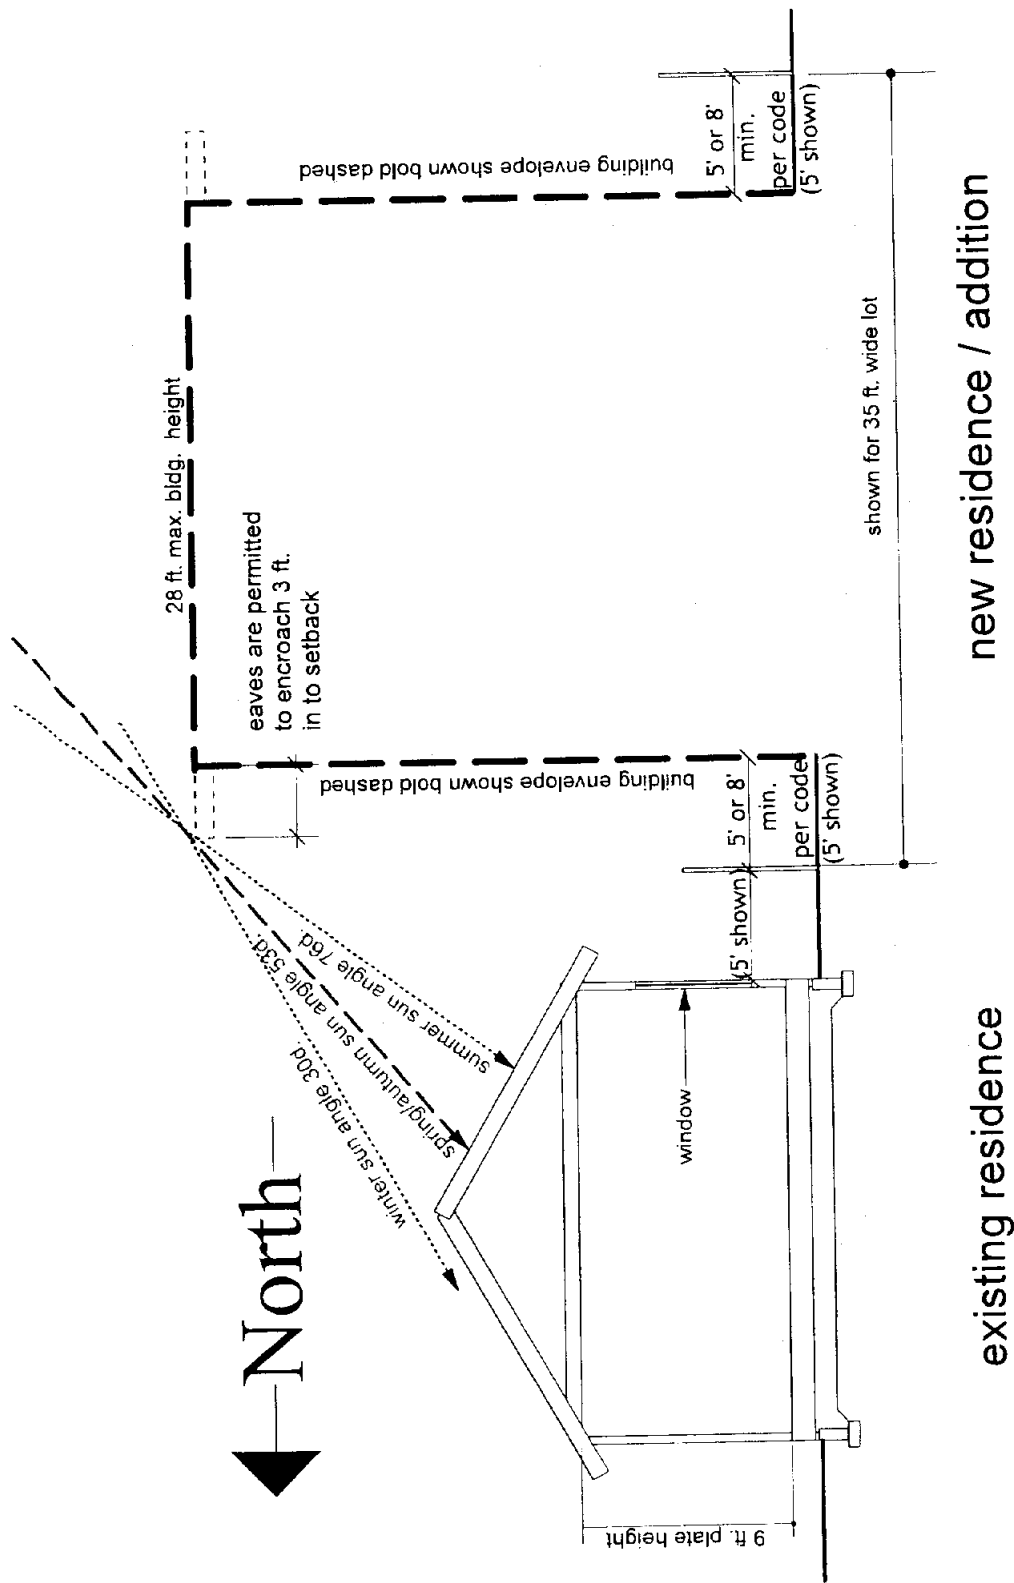 North
winter sun angle 30d.
spring/autumn sun angle 53d.
summer sun angle 76d.
28 ft. max. bldg. height
eaves are permitted
to encroach 3 ft.
in to setback
building envelope shown bold dashed
building envelope shown bold dashed
9 ft. plate height
window
(5' shown)
5' or 8'
min.
per code
(5' shown)
5' or 8'
min.
per code
(5' shown)
shown for 35 ft. wide lot
existing residence
new residence / addition